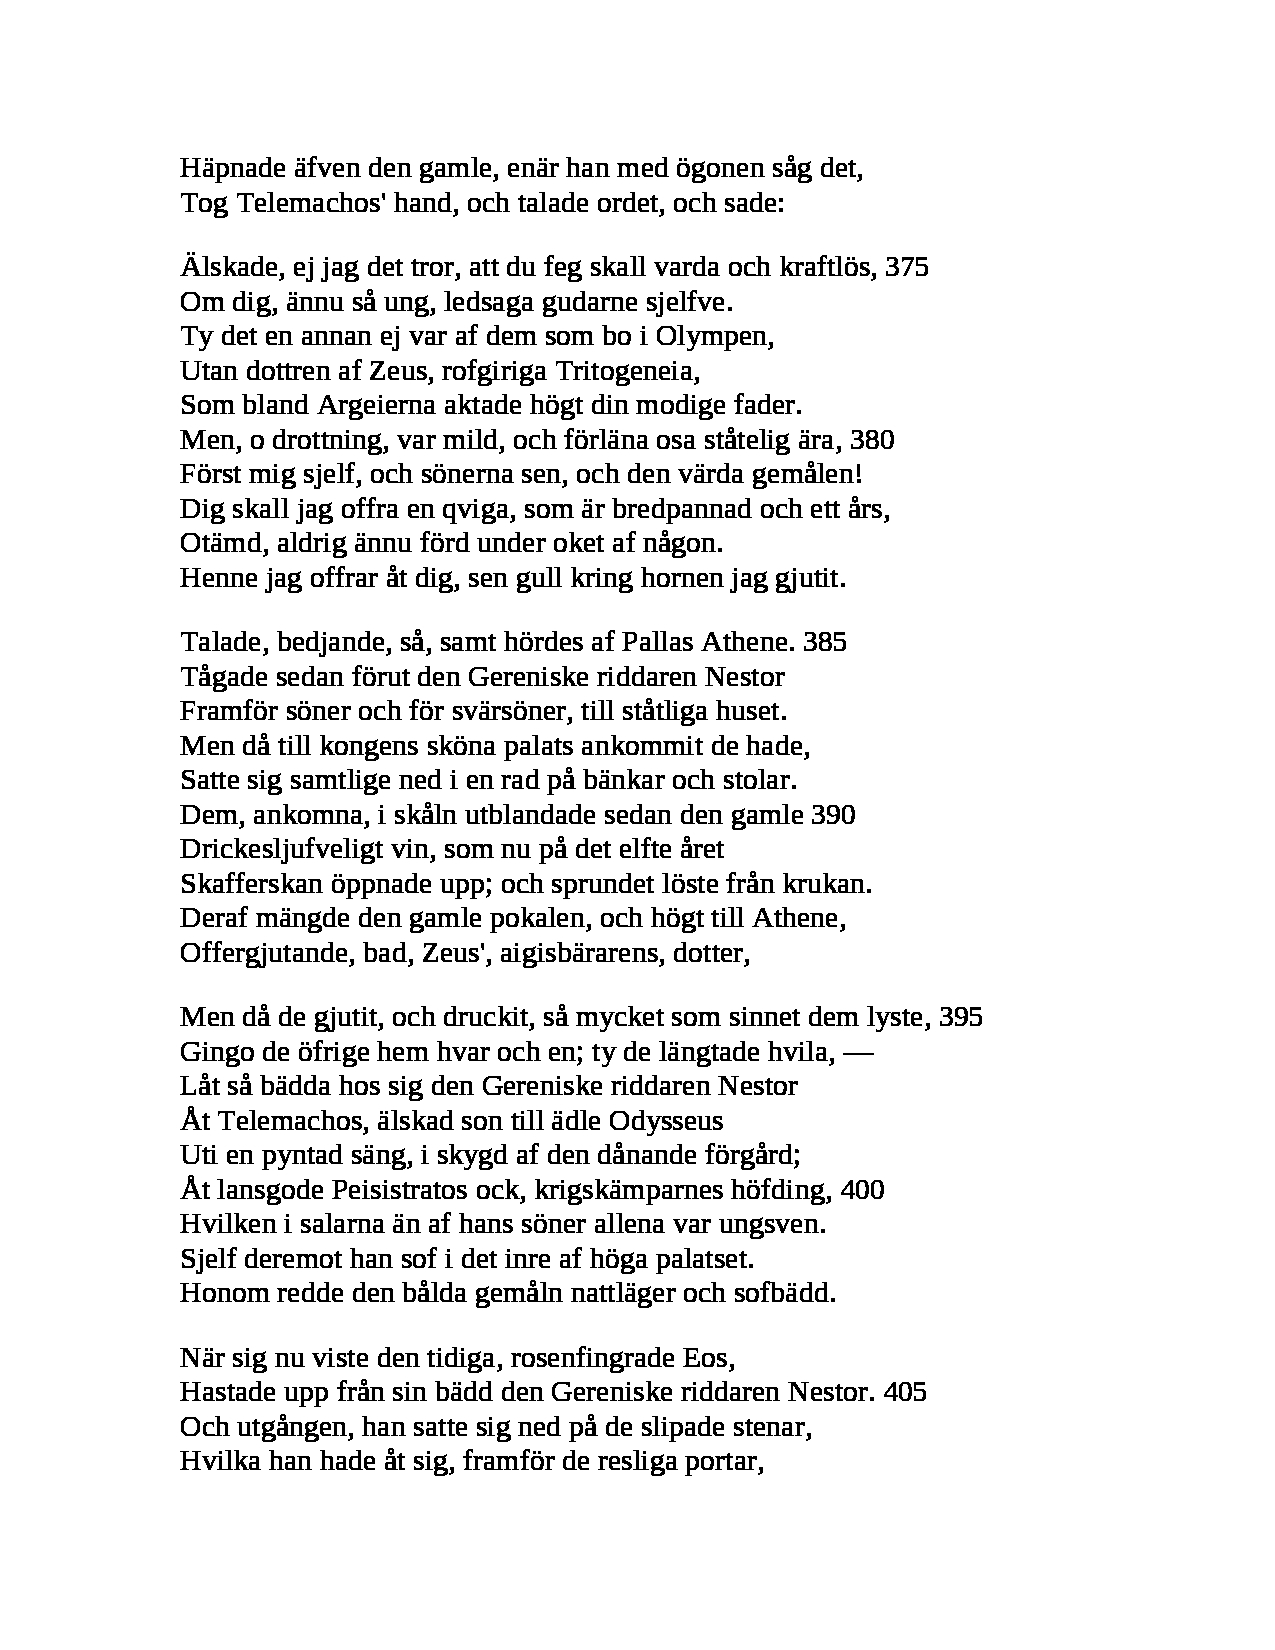 Häpnade äfven den gamle, enär han med ögonen såg det,
Tog Telemachos' hand, och talade ordet, och sade:
Älskade, ej jag det tror, att du feg skall varda och kraftlös, 375
Om dig, ännu så ung, ledsaga gudarne sjelfve.
Ty det en annan ej var af dem som bo i Olympen,
Utan dottren af Zeus, rofgiriga Tritogeneia,
Som bland Argeierna aktade högt din modige fader.
Men, o drottning, var mild, och förläna osa ståtelig ära, 380
Först mig sjelf, och sönerna sen, och den värda gemålen!
Dig skall jag offra en qviga, som är bredpannad och ett års,
Otämd, aldrig ännu förd under oket af någon.
Henne jag offrar åt dig, sen gull kring hornen jag gjutit.
Talade, bedjande, så, samt hördes af Pallas Athene. 385
Tågade sedan förut den Gereniske riddaren Nestor
Framför söner och för svärsöner, till ståtliga huset.
Men då till kongens sköna palats ankommit de hade,
Satte sig samtlige ned i en rad på bänkar och stolar.
Dem, ankomna, i skåln utblandade sedan den gamle 390
Drickesljufveligt vin, som nu på det elfte året
Skafferskan öppnade upp; och sprundet löste från krukan.
Deraf mängde den gamle pokalen, och högt till Athene,
Offergjutande, bad, Zeus', aigisbärarens, dotter,
Men då de gjutit, och druckit, så mycket som sinnet dem lyste, 395
Gingo de öfrige hem hvar och en; ty de längtade hvila, —
Låt så bädda hos sig den Gereniske riddaren Nestor
Åt Telemachos, älskad son till ädle Odysseus
Uti en pyntad säng, i skygd af den dånande förgård;
Åt lansgode Peisistratos ock, krigskämparnes höfding, 400
Hvilken i salarna än af hans söner allena var ungsven.
Sjelf deremot han sof i det inre af höga palatset.
Honom redde den bålda gemåln nattläger och sofbädd.
När sig nu viste den tidiga, rosenfingrade Eos,
Hastade upp från sin bädd den Gereniske riddaren Nestor. 405
Och utgången, han satte sig ned på de slipade stenar,
Hvilka han hade åt sig, framför de resliga portar,